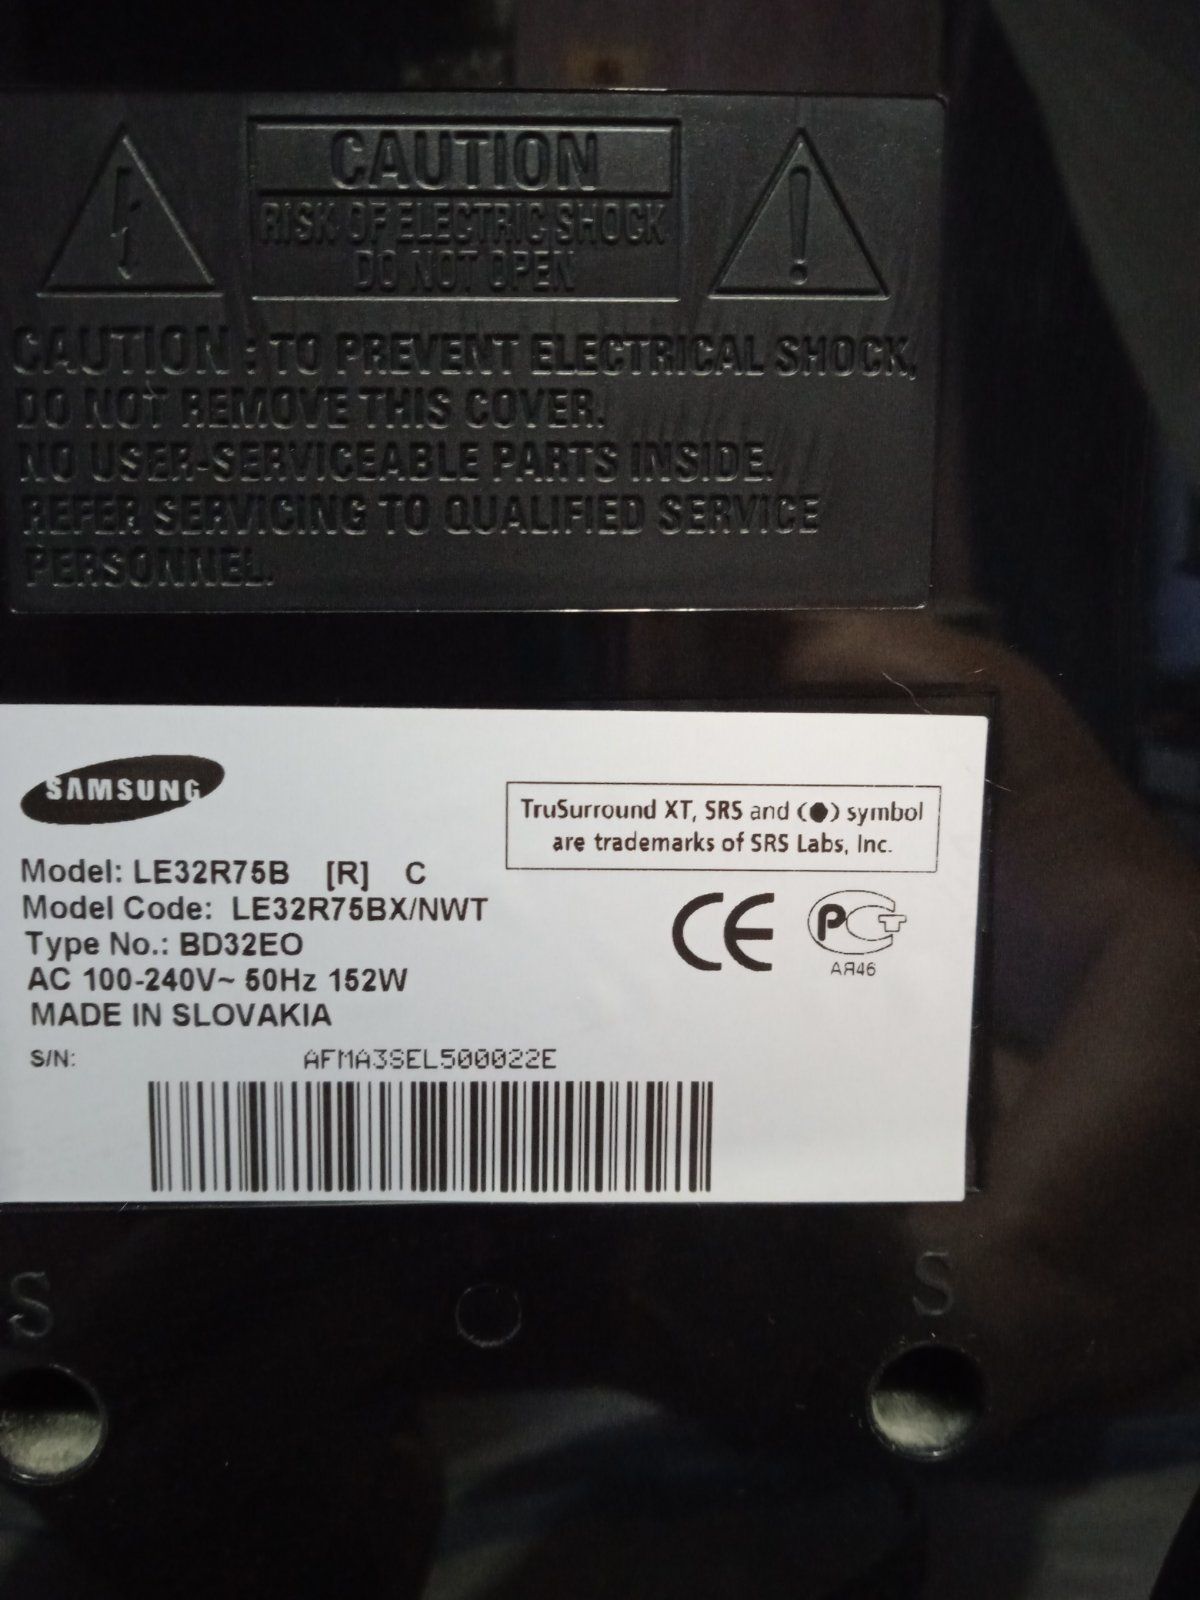 CAUTION
RISK OF ELECTRIC SHOCK
DO NOT OPEN
CAUTION : TO PREVENT ELECTRICAL SHOCK,
DO NOT REMOVE THIS COVER.
NO USER-SERVICEABLE PARTS INSIDE.
REFER SERVICING TO QUALIFIED SERVICE
PERSONNEL.
SAMSUNG
TruSurround XT, SRS and (●) symbol
are trademarks of SRS Labs, Inc.
Model: LE32R75B [R] C
Model Code: LE32R75BX/NWT
Type No.: BD32EO
AC 100-240V~ 50Hz 152W
MADE IN SLOVAKIA
CE
РСТ
АЯ46
S/N: AFMA3SEL500022E
S
S